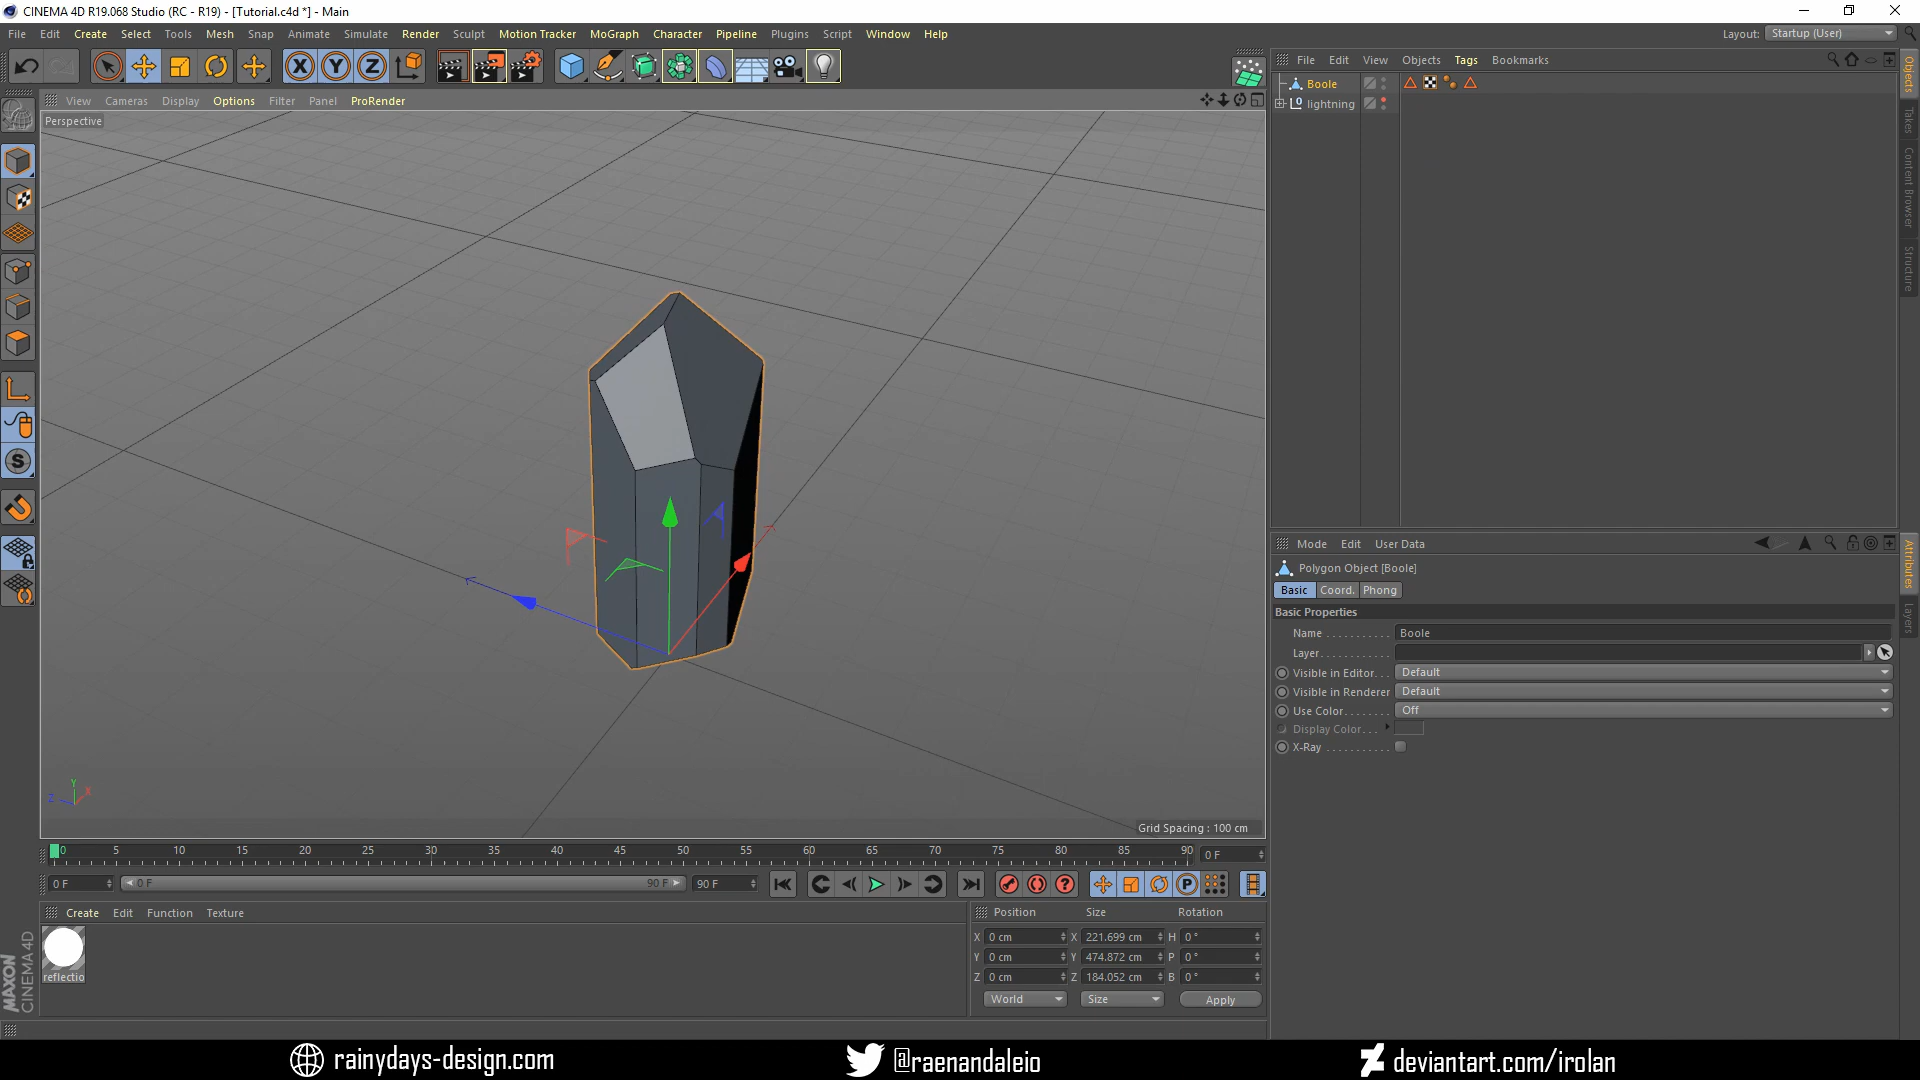 CINEMA 4D R19.068 Studio (RC - R19) - [Tutorial.c4d *] - Main
File Edit Create Select Tools Mesh Snap Animate Simulate Render Sculpt Motion Tracker MoGraph Character Pipeline Plugins Script Window Help
Layout: Startup (User)
X Y Z
File Edit View Objects Tags Bookmarks
Boole
lightning
View Cameras Display Options Filter Panel ProRender
Perspective
Y
Z X
Grid Spacing : 100 cm
S
Objects
Takes
Content Browser
Structure
Mode Edit User Data
Polygon Object [Boole]
Basic Coord. Phong
Basic Properties
Name . . . . . . . . . . . Boole
Layer. . . . . . . . . . . .
Visible in Editor. . . Default
Visible in Renderer Default
Use Color. . . . . . . . Off
Display Color. . . .
X-Ray . . . . . . . . . . .
Attributes
Layers
0 5 10 15 20 25 30 35 40 45 50 55 60 65 70 75 80 85 90 0 F
0 F 0 F 90 F 90 F
P
Create Edit Function Texture
reflectio
Position Size Rotation
X 0 cm X 221.699 cm H 0 °
Y 0 cm Y 474.872 cm P 0 °
Z 0 cm Z 184.052 cm B 0 °
World Size Apply
MAXON
CINEMA 4D
rainydays-design.com @raenandaleio deviantart.com/irolan